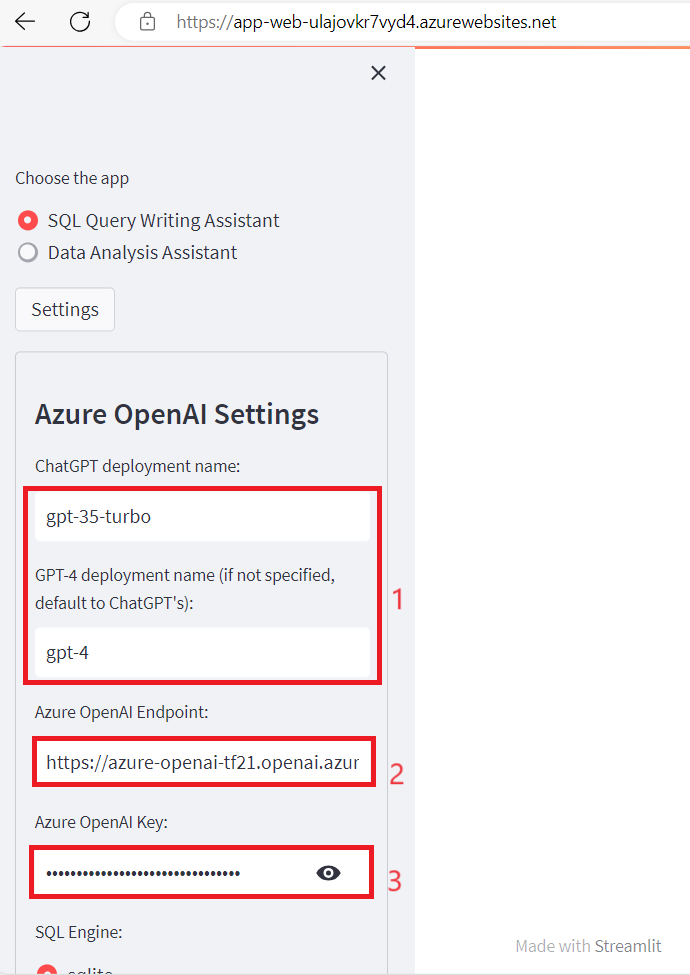 https://app-web-ulajovkr7vyd4.azurewebsites.net
Choose the app
SQL Query Writing Assistant
Data Analysis Assistant
Settings
Azure OpenAI Settings
ChatGPT deployment name:
gpt-35-turbo
GPT-4 deployment name (if not specified,
default to ChatGPT's):
1
gpt-4
Azure OpenAI Endpoint:
https://azure-openai-tf21.openai.azur
2
Azure OpenAI Key:
•••••••••••••••••••••••••••••••
3
SQL Engine:
sqlite
Made with Streamlit